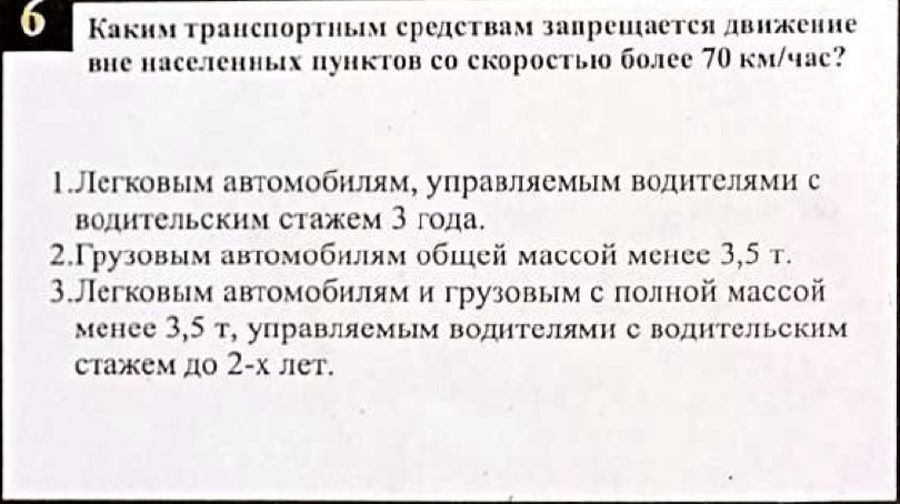 6
Каким транспортным средствам запрещается движение
вне населенных пунктов со скоростью более 70 км/час?
1.Легковым автомобилям, управляемым водителями с
водительским стажем 3 года.
2.Грузовым автомобилям общей массой менее 3,5 т.
3.Легковым автомобилям и грузовым с полной массой
менее 3,5 т, управляемым водителями с водительским
стажем до 2-х лет.